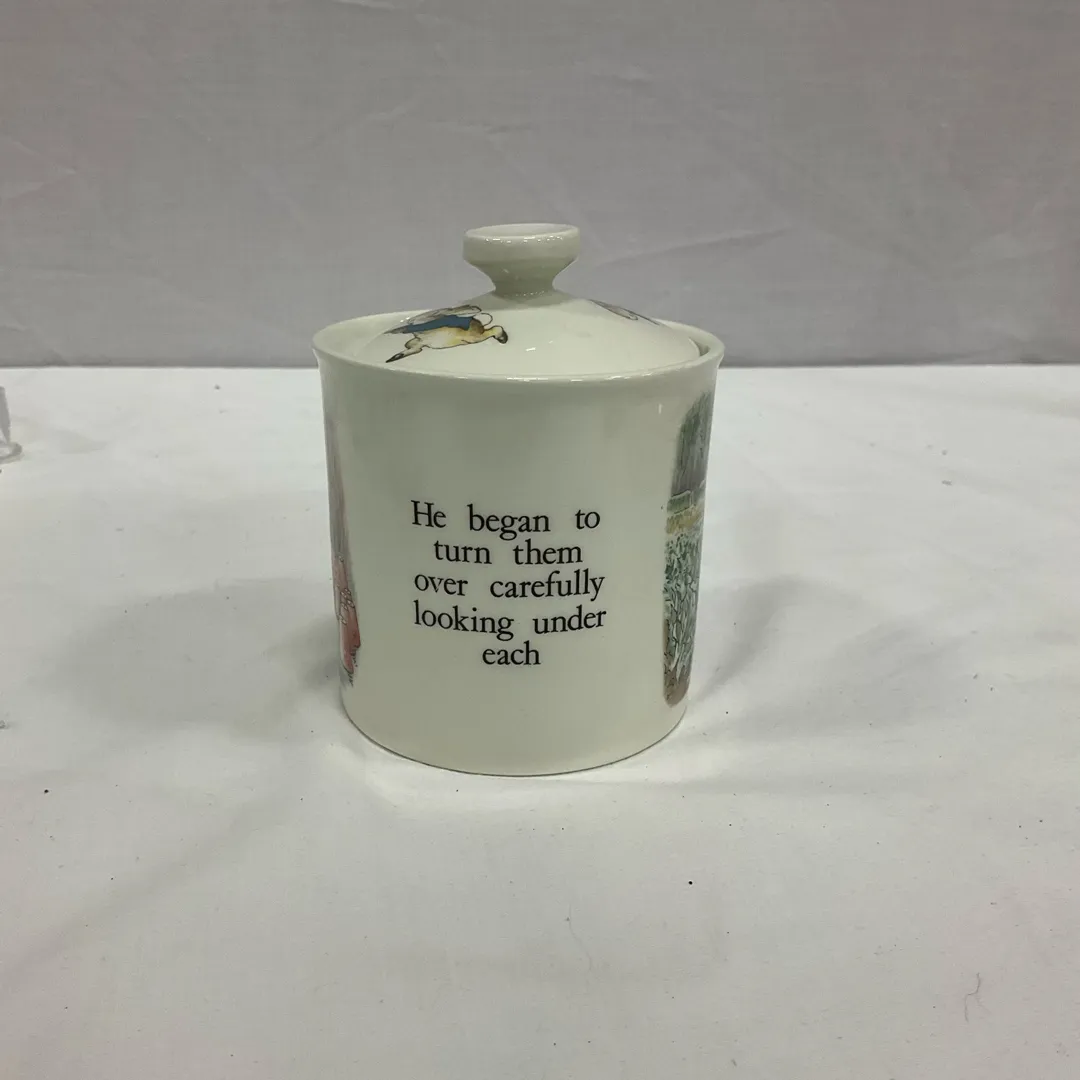 He began to
turn them
over carefully
looking under
each